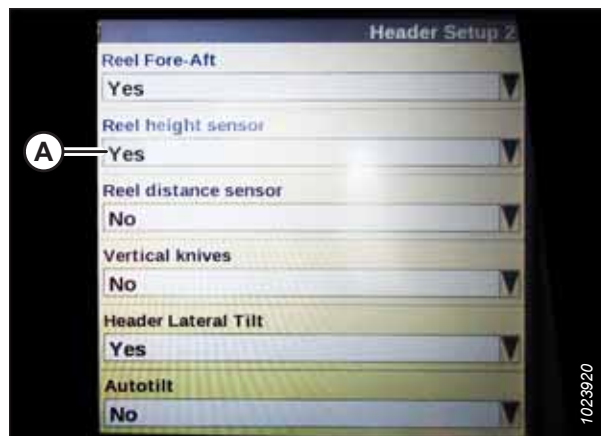 Header Setup 2
Reel Fore-Aft
Yes
Reel height sensor
A
Yes
Reel distance sensor
No
Vertical knives
No
Header Lateral Tilt
Yes
Autotilt
No
1023920